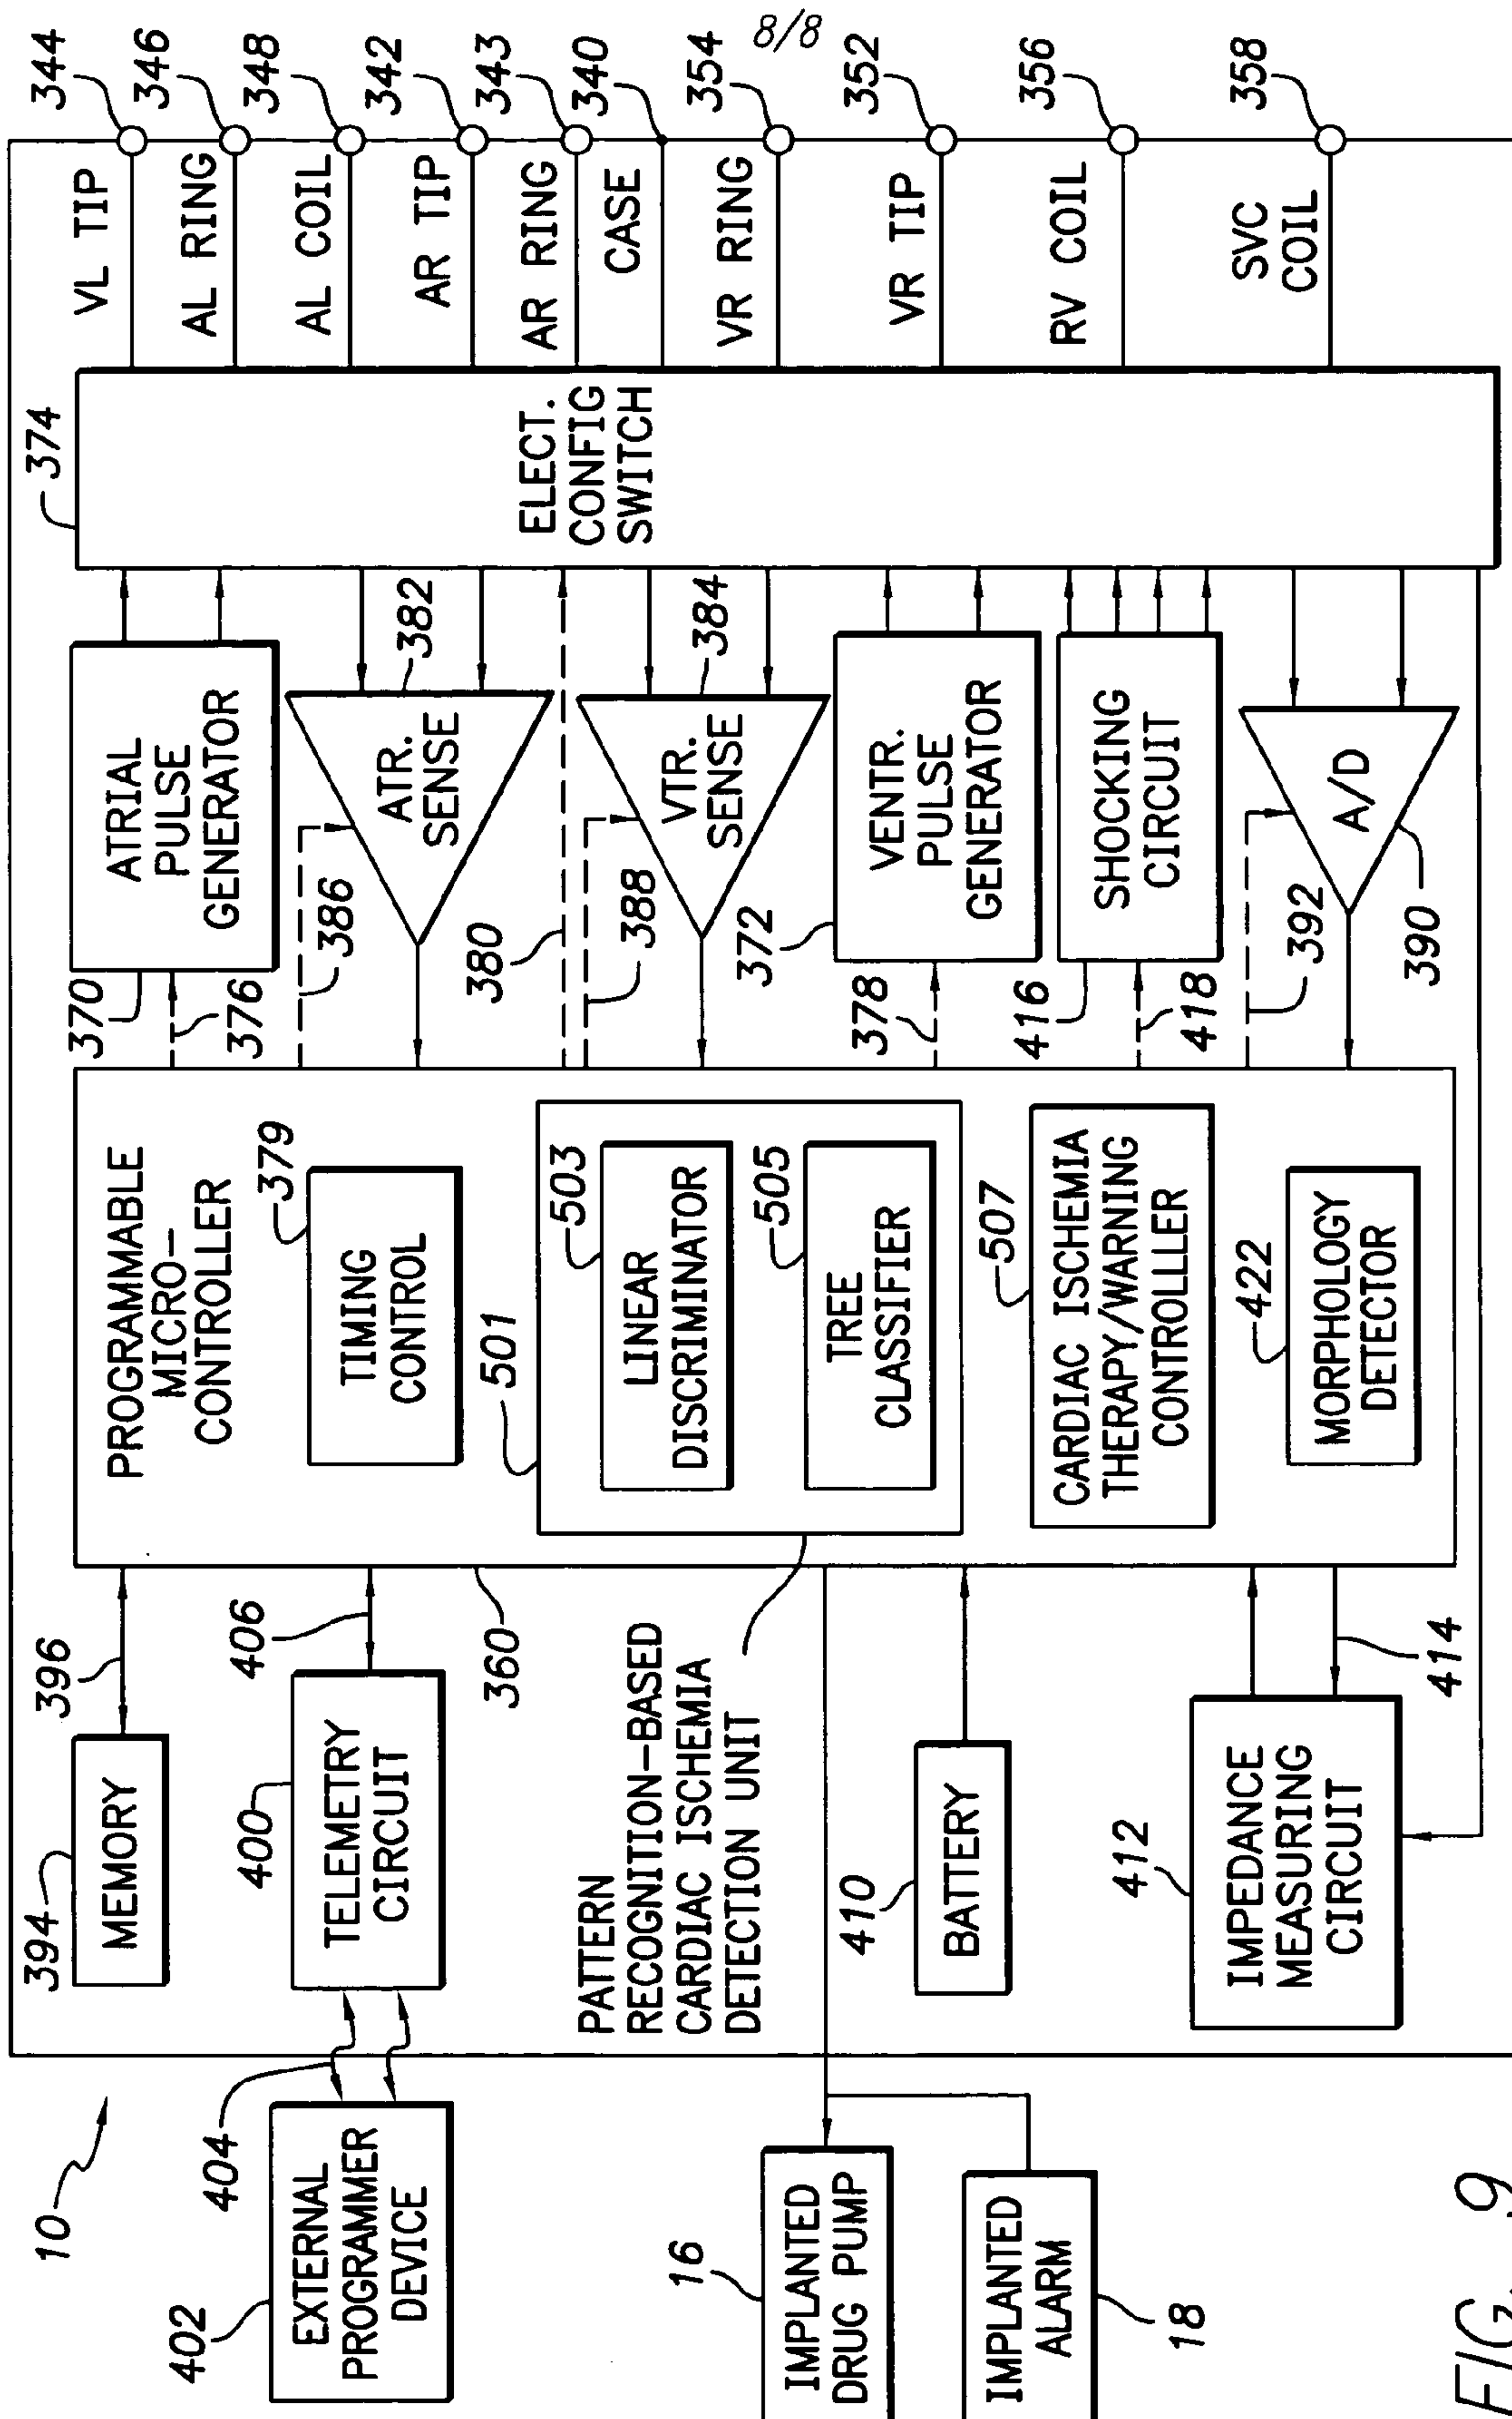 8/8
10
402
EXTERNAL
PROGRAMMER
DEVICE
404
16
IMPLANTED
DRUG PUMP
IMPLANTED
ALARM
18
394
MEMORY
396
400
TELEMETRY
CIRCUIT
406
360
PATTERN
RECOGNITION-BASED
CARDIAC ISCHEMIA
DETECTION UNIT
410
BATTERY
412
IMPEDANCE
MEASURING
CIRCUIT
414
PROGRAMMABLE
MICRO-
CONTROLLER
379
TIMING
CONTROL
501
503
LINEAR
DISCRIMINATOR
505
TREE
CLASSIFIER
507
CARDIAC ISCHEMIA
THERAPY/WARNING
CONTROLLLER
422
MORPHOLOGY
DETECTOR
370
376
ATRIAL
PULSE
GENERATOR
386
ATR.
SENSE
382
380
388
VTR.
SENSE
384
372
378
VENTR.
PULSE
GENERATOR
416
418
SHOCKING
CIRCUIT
392
A/D
390
374
ELECT.
CONFIG
SWITCH
VL TIP
344
AL RING
346
AL COIL
348
AR TIP
342
AR RING
343
CASE
340
VR RING
354
VR TIP
352
RV COIL
356
SVC
COIL
358
FIG. 9